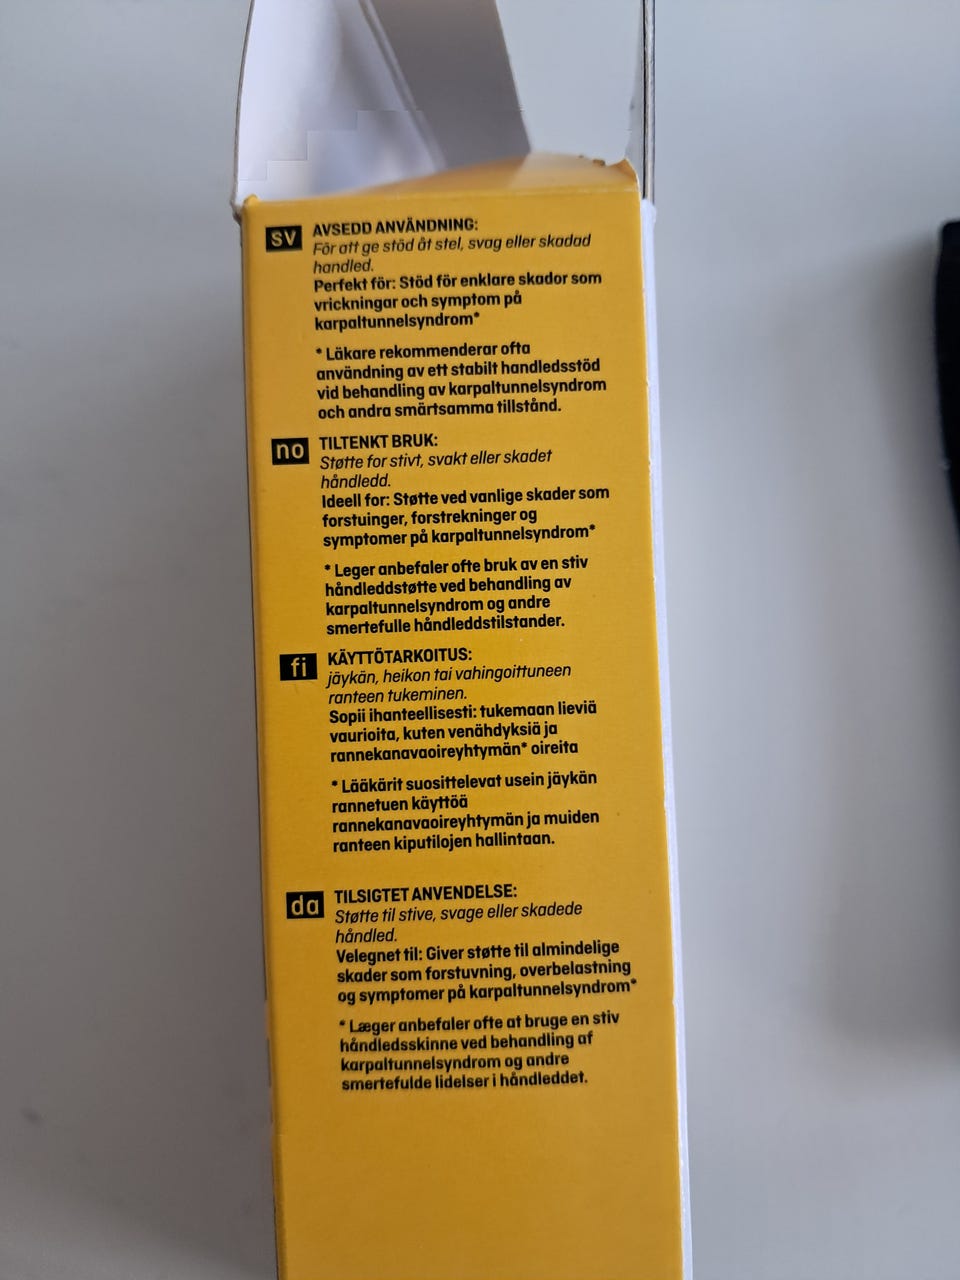 sv
AVSEDD ANVÄNDNING:
För att ge stöd åt stel, svag eller skadad
handled.
Perfekt för: Stöd för enklare skador som
vrickningar och symptom på
karpaltunnelsyndrom*
* Läkare rekommenderar ofta
användning av ett stabilt handledsstöd
vid behandling av karpaltunnelsyndrom
och andra smärtsamma tillstånd.
no
TILTENKT BRUK:
Støtte for stivt, svakt eller skadet
håndledd.
Ideell for: Støtte ved vanlige skader som
forstuinger, forstrekninger og
symptomer på karpaltunnelsyndrom*
* Leger anbefaler ofte bruk av en stiv
håndleddstøtte ved behandling av
karpaltunnelsyndrom og andre
smertefulle håndleddstilstander.
fi
KÄYTTÖTARKOITUS:
jäykän, heikon tai vahingoittuneen
ranteen tukeminen.
Sopii ihanteellisesti: tukemaan lieviä
vaurioita, kuten venähdyksiä ja
rannekanavaoireyhtymän* oireita
* Lääkärit suosittelevat usein jäykän
rannetuen käyttöä
rannekanavaoireyhtymän ja muiden
ranteen kiputilojen hallintaan.
da
TILSIGTET ANVENDELSE:
Støtte til stive, svage eller skadede
håndled.
Velegnet til: Giver støtte til almindelige
skader som forstuvning, overbelastning
og symptomer på karpaltunnelsyndrom*
* Læger anbefaler ofte at bruge en stiv
håndledsskinne ved behandling af
karpaltunnelsyndrom og andre
smertefulde lidelser i håndleddet.